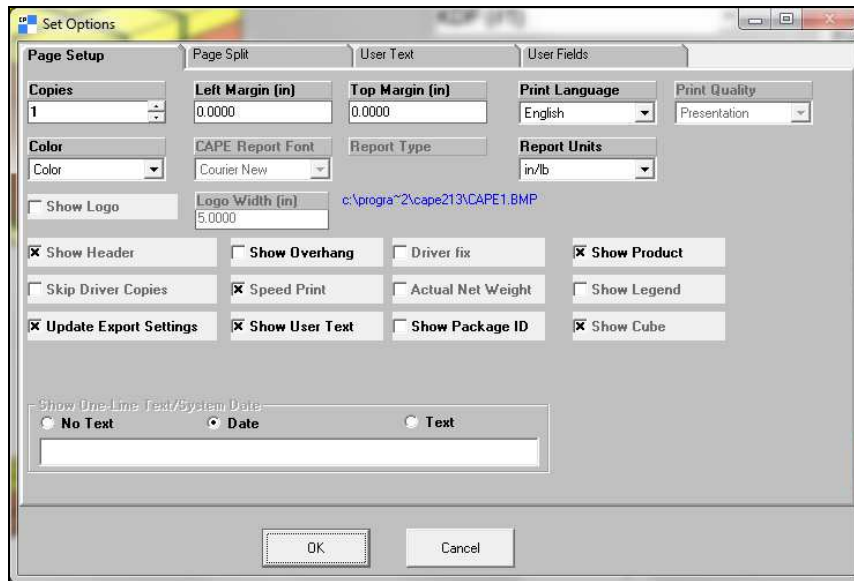 CP Set Options
KDP (#1)
Page Setup Page Split User Text User Fields
Copies Left Margin (in) Top Margin (in) Print Language Print Quality
1 0.0000 0.0000 English Presentation
Color CAPE Report Font Report Type Report Units
Color Courier New in/lb
Show Logo Logo Width (in) c:\progra~2\cape213\CAPE1.BMP
5.0000
Show Header Show Overhang Driver fix Show Product
Skip Driver Copies Speed Print Actual Net Weight Show Legend
Update Export Settings Show User Text Show Package ID Show Cube
Show One-Line Text/System Date
No Text Date Text
OK Cancel